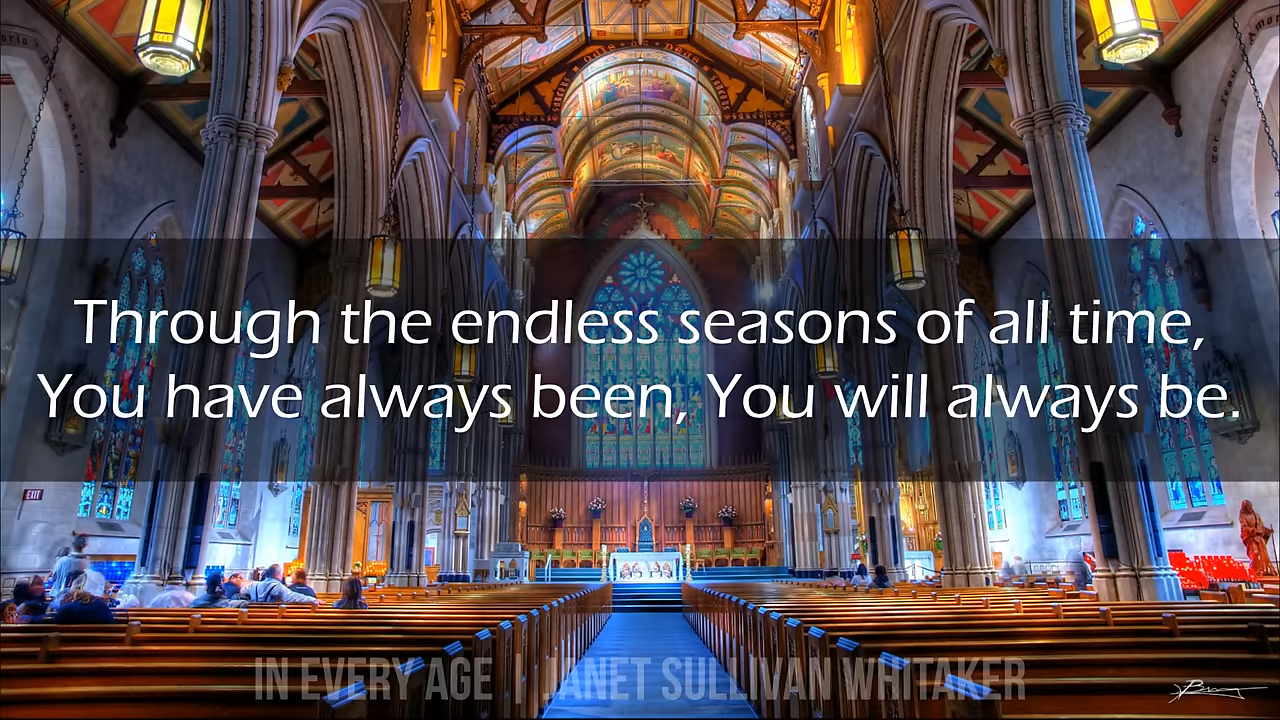 Through the endless seasons of all time,
You have always been, You will always be.
EXIT
IN EVERY AGE | JANET SULLIVAN WHITAKER